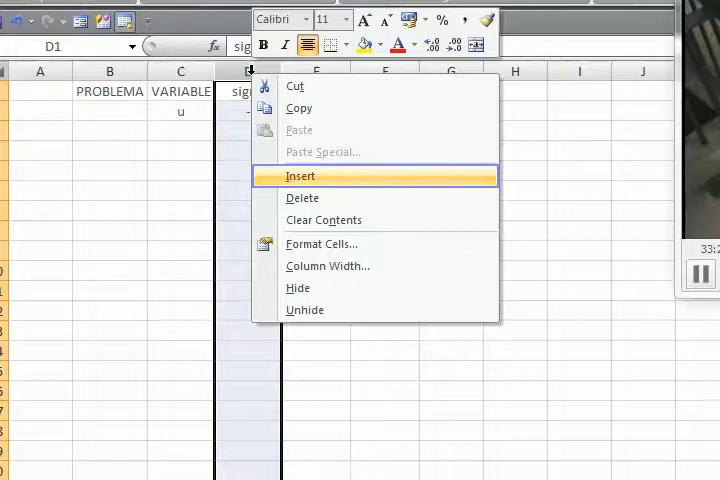 Calibri 11 A A % ,
D1 fx sig
B I A
A B C D E F G H I J
PROBLEMA VARIABLE sig
u -
Cut
Copy
Paste
Paste Special...
Insert
Delete
Clear Contents
Format Cells...
Column Width...
Hide
Unhide